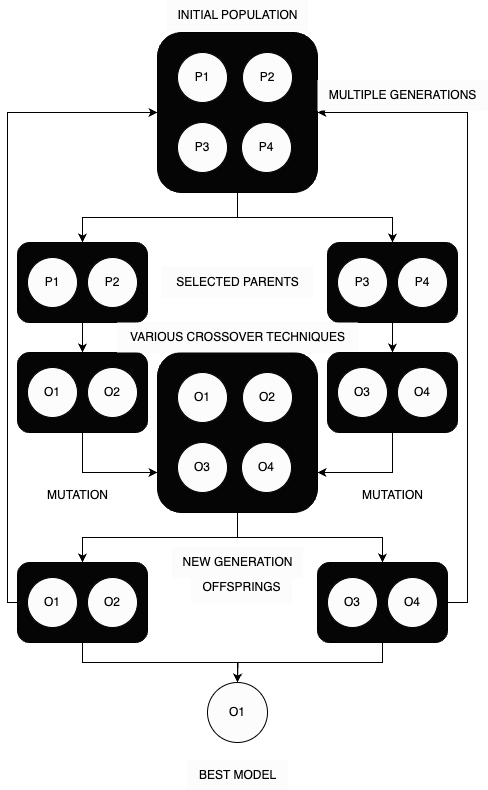 INITIAL POPULATION
P1 P2
MULTIPLE GENERATIONS
P3 P4
P1 P2
SELECTED PARENTS
P3 P4
VARIOUS CROSSOVER TECHNIQUES
O1 O2
O1 O2
O3 O4
O3 O4
MUTATION
MUTATION
NEW GENERATION
OFFSPRINGS
O1 O2
O3 O4
O1
BEST MODEL